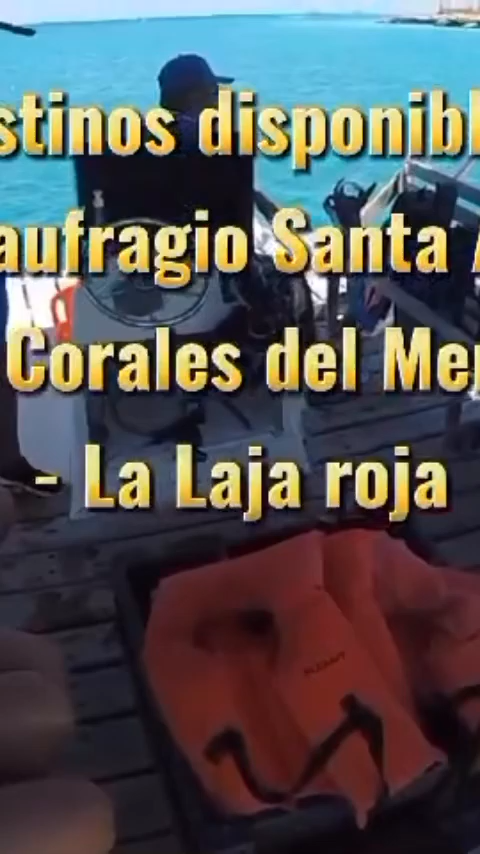 stinos disponibl
aufragio Santa A
Corales del Me
- La Laja roja